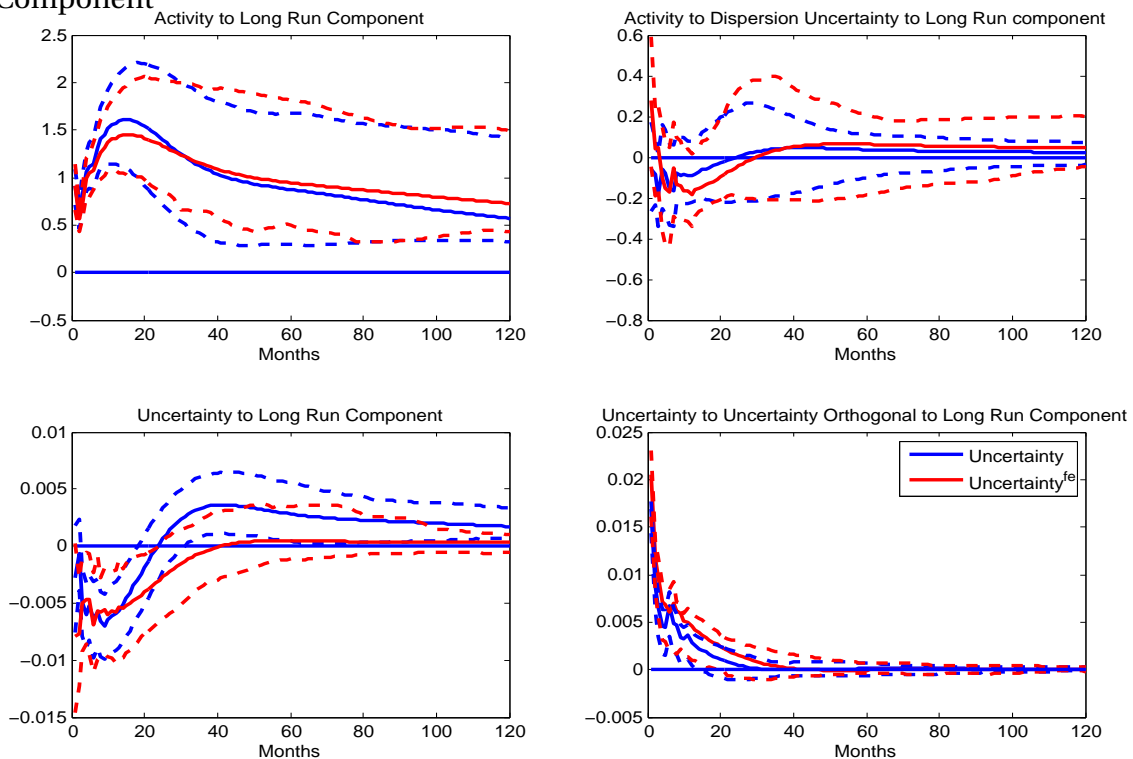 Component
Activity to Long Run Component
2.5
2
1.5
1
0.5
0
−0.5
0 20 40 60 80 100 120
Months
Activity to Dispersion Uncertainty to Long Run component
0.6
0.4
0.2
0
−0.2
−0.4
−0.6
−0.8
0 20 40 60 80 100 120
Months
Uncertainty to Long Run Component
0.01
0.005
0
−0.005
−0.01
−0.015
0 20 40 60 80 100 120
Months
Uncertainty to Uncertainty Orthogonal to Long Run Component
0.025
0.02
0.015
0.01
0.005
0
−0.005
0 20 40 60 80 100 120
Months
Uncertainty
Uncertainty^fe